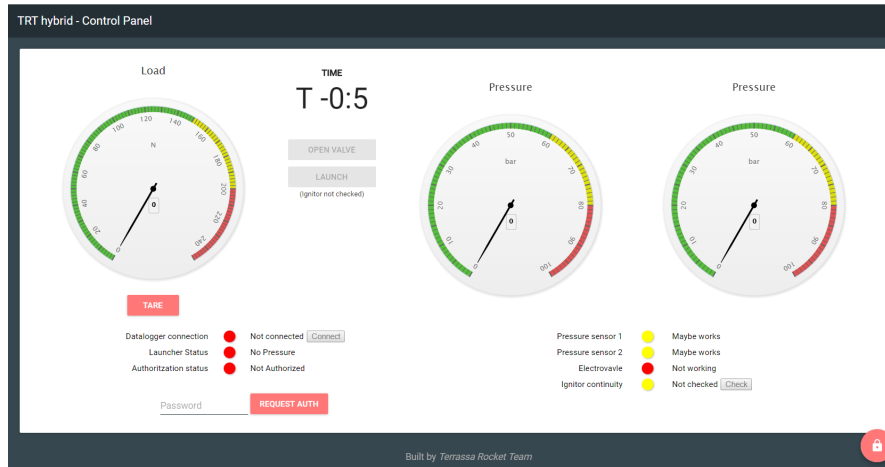 TRT hybrid - Control Panel
Load
0
20
40
60
80
100
120
140
160
180
200
220
240
N
0
TARE
TIME
T -0:5
OPEN VALVE
LAUNCH
(Ignitor not checked)
Pressure
0
10
20
30
40
50
60
70
80
90
100
bar
0
Pressure
0
10
20
30
40
50
60
70
80
90
100
bar
0
Datalogger connection Not connected Connect
Launcher Status No Pressure
Authoritzation status Not Authorized
Password REQUEST AUTH
Pressure sensor 1 Maybe works
Pressure sensor 2 Maybe works
Electrovavle Not working
Ignitor continuity Not checked Check
Built by Terrassa Rocket Team